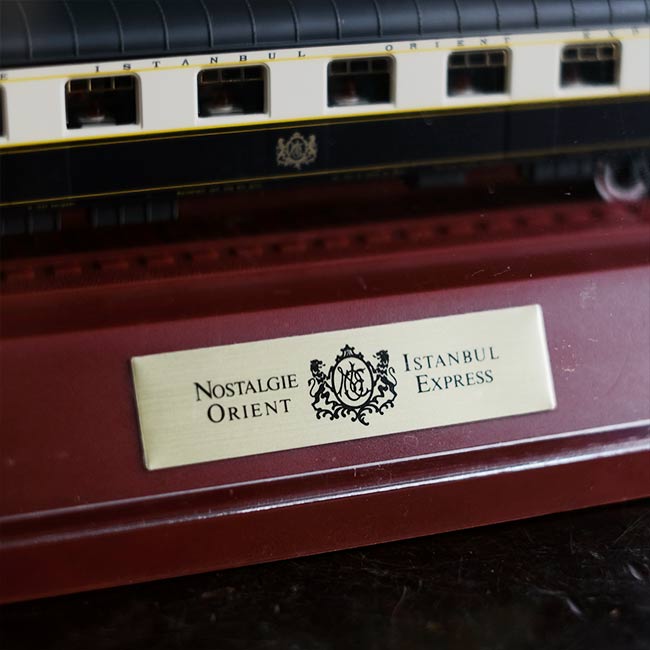 E ISTANBUL ORIENT
NOSTALGIE ISTANBUL
ORIENT EXPRESS